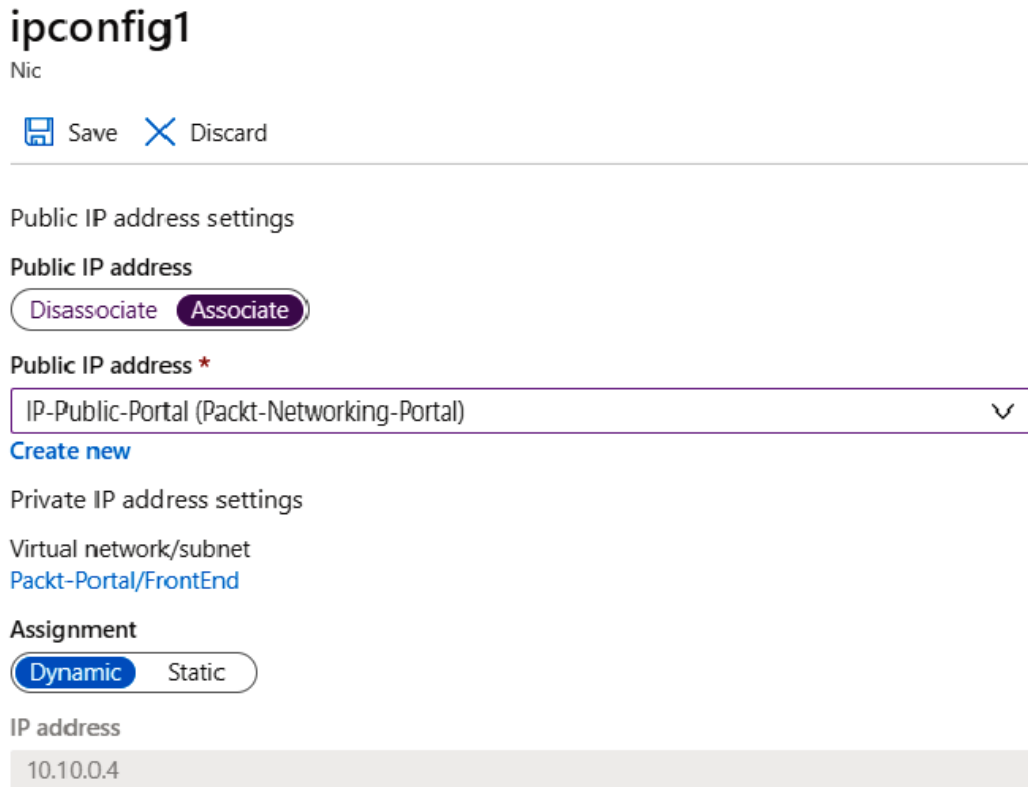 ipconfig1
Nic
Save Discard
Public IP address settings
Public IP address
Disassociate Associate
Public IP address *
IP-Public-Portal (Packt-Networking-Portal)
Create new
Private IP address settings
Virtual network/subnet
Packt-Portal/FrontEnd
Assignment
Dynamic Static
IP address
10.10.0.4